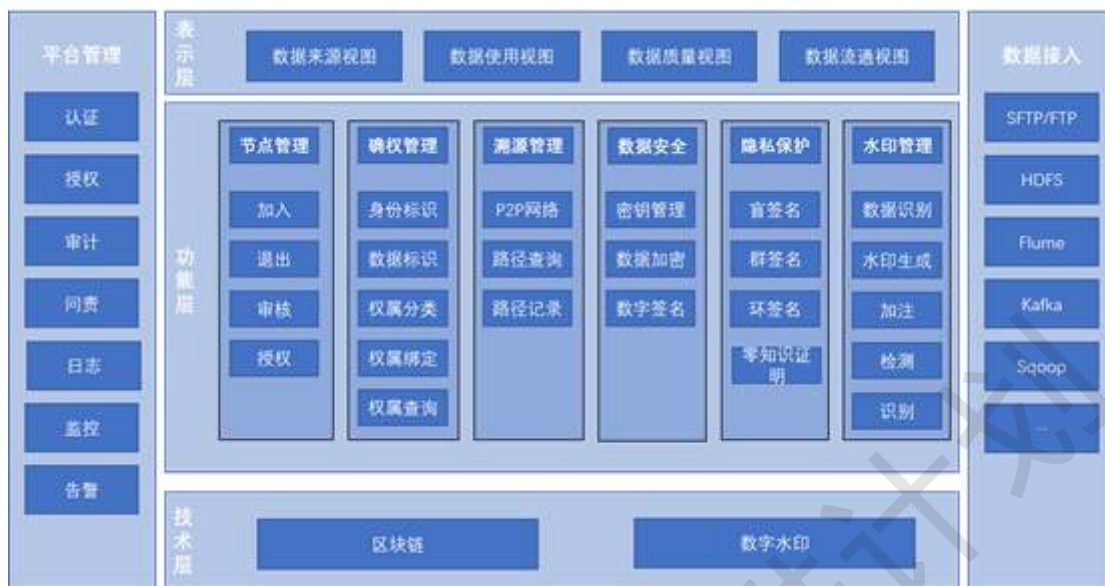 平台管理
认证
授权
审计
问责
日志
监控
告警
表示层
数据来源视图
数据使用视图
数据质量视图
数据流通视图
功能层
节点管理
加入
退出
审核
授权
确权管理
身份标识
数据标识
权属分类
权属绑定
权属查询
溯源管理
P2P网络
路径查询
路径记录
数据安全
密钥管理
数据加密
数字签名
隐私保护
盲签名
群签名
环签名
零知识证
明
水印管理
数据识别
水印生成
加注
检测
识别
技术层
区块链
数字水印
数据接入
SFTP/FTP
HDFS
Flume
Kafka
Sqoop
...
计划